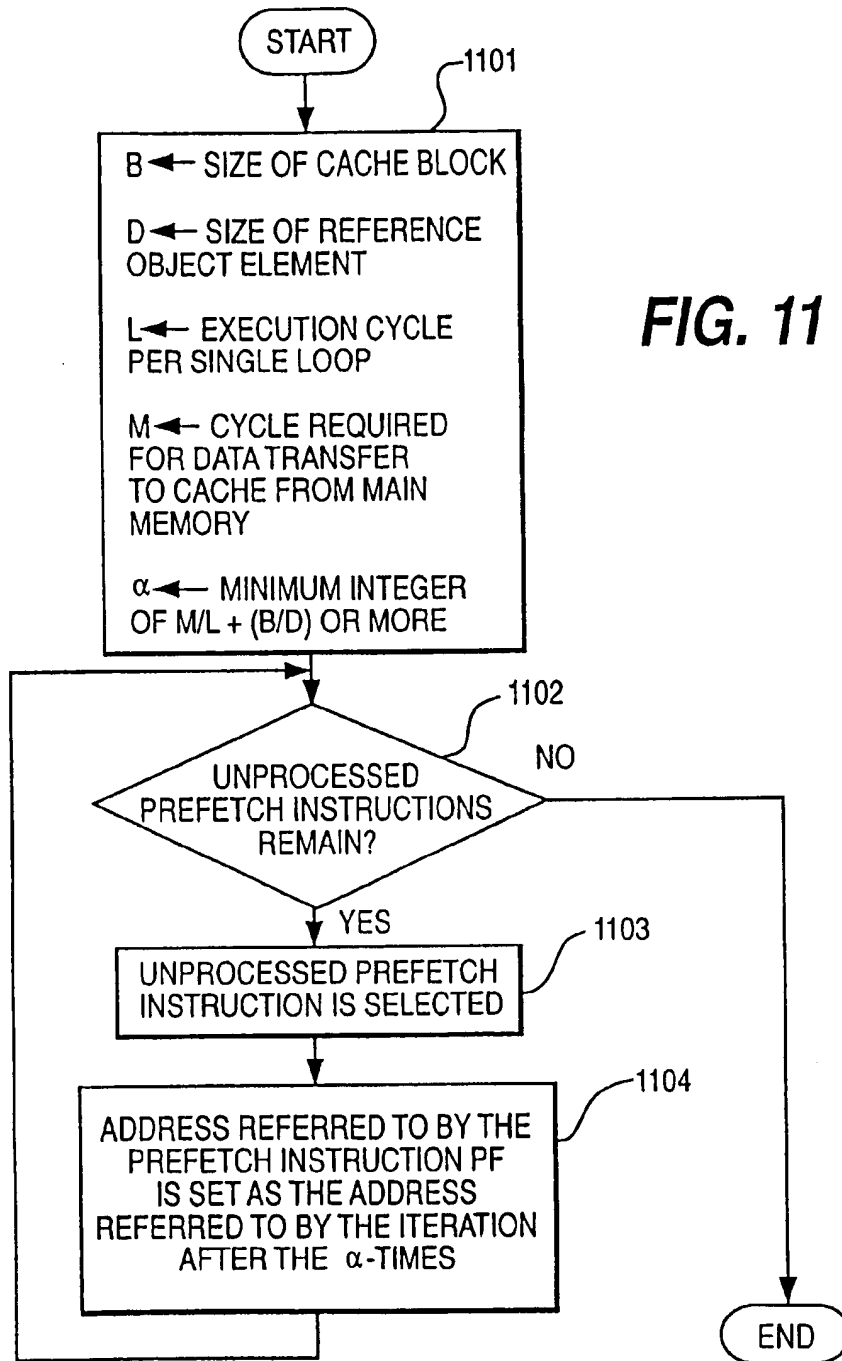 START
1101
B ← SIZE OF CACHE BLOCK
D ← SIZE OF REFERENCE
OBJECT ELEMENT
L ← EXECUTION CYCLE
PER SINGLE LOOP
M ← CYCLE REQUIRED
FOR DATA TRANSFER
TO CACHE FROM MAIN
MEMORY
α ← MINIMUM INTEGER
OF M/L + (B/D) OR MORE
FIG. 11
1102
UNPROCESSED
PREFETCH INSTRUCTIONS
REMAIN?
NO
YES
1103
UNPROCESSED PREFETCH
INSTRUCTION IS SELECTED
1104
ADDRESS REFERRED TO BY THE
PREFETCH INSTRUCTION PF
IS SET AS THE ADDRESS
REFERRED TO BY THE ITERATION
AFTER THE α-TIMES
END